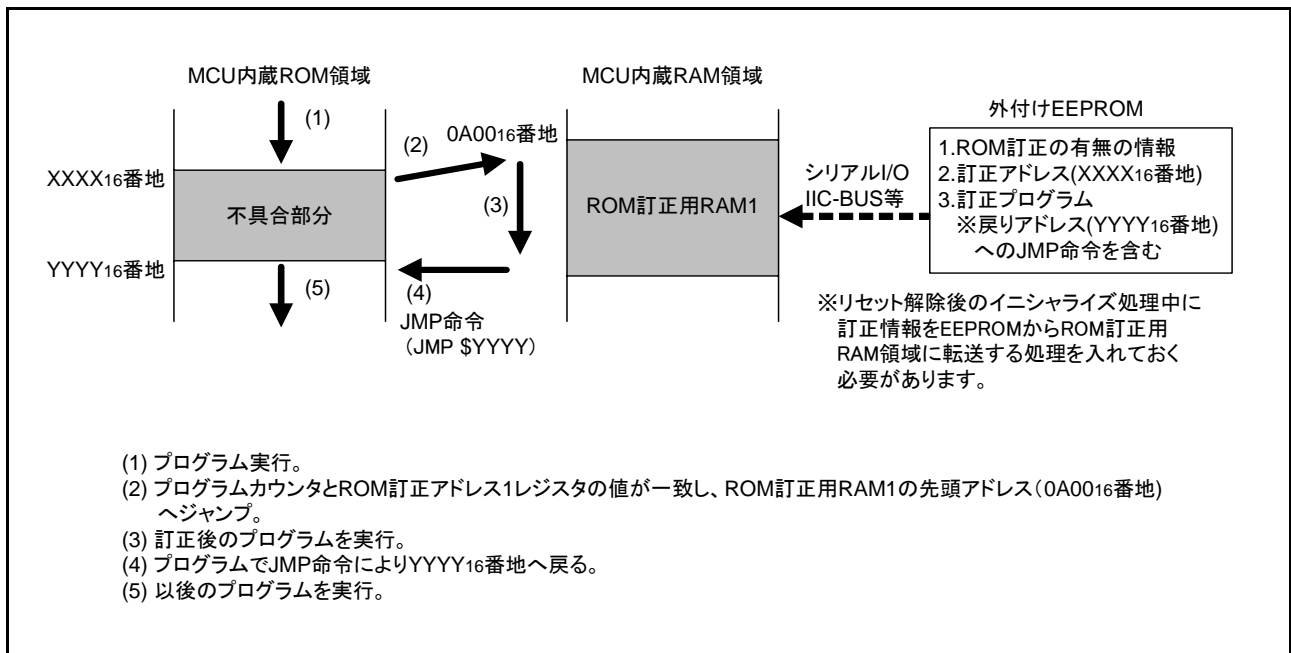 MCU内蔵ROM領域
MCU内蔵RAM領域
外付けEEPROM
(1)
(2)
0A0016番地
XXXX16番地
不具合部分
(3)
ROM訂正用RAM1
シリアルI/O
IIC-BUS等
1.ROM訂正の有無の情報
2.訂正アドレス(XXXX16番地)
3.訂正プログラム
※戻りアドレス(YYYY16番地)
へのJMP命令を含む
YYYY16番地
(5)
(4)
JMP命令
(JMP $YYYY)
※リセット解除後のイニシャライズ処理中に
訂正情報をEEPROMからROM訂正用
RAM領域に転送する処理を入れておく
必要があります。
(1) プログラム実行。
(2) プログラムカウンタとROM訂正アドレス1レジスタの値が一致し、ROM訂正用RAM1の先頭アドレス(0A0016番地)
へジャンプ。
(3) 訂正後のプログラムを実行。
(4) プログラムでJMP命令によりYYYY16番地へ戻る。
(5) 以後のプログラムを実行。